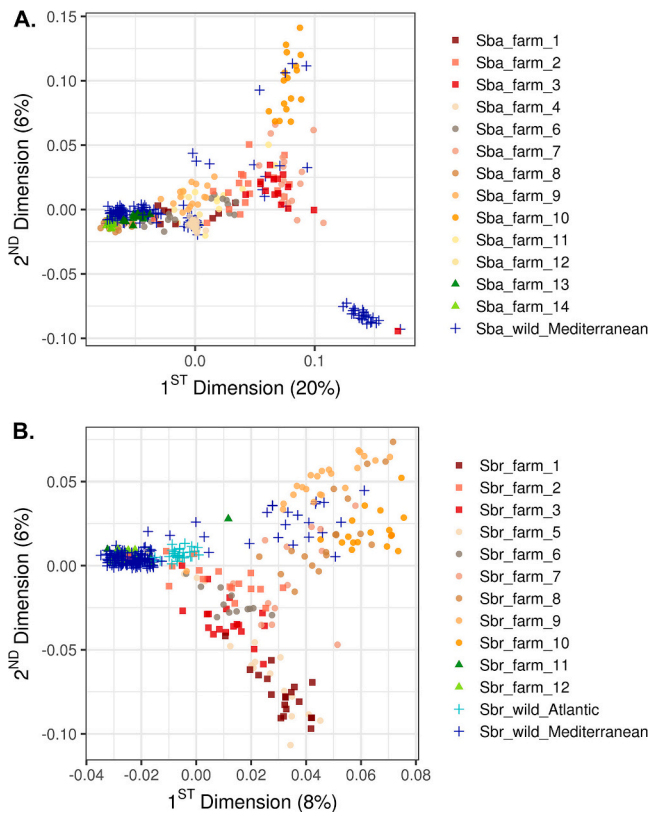 A.
0.15
0.10
0.05
0.00
-0.05
-0.10
2ND Dimension (6%)
0.0
0.1
1ST Dimension (20%)
Sba_farm_1
Sba_farm_2
Sba_farm_3
Sba_farm_4
Sba_farm_6
Sba_farm_7
Sba_farm_8
Sba_farm_9
Sba_farm_10
Sba_farm_11
Sba_farm_12
Sba_farm_13
Sba_farm_14
Sba_wild_Mediterranean
B.
0.05
0.00
-0.05
-0.10
2ND Dimension (6%)
-0.04
-0.02
0.00
0.02
0.04
0.06
0.08
1ST Dimension (8%)
Sbr_farm_1
Sbr_farm_2
Sbr_farm_3
Sbr_farm_5
Sbr_farm_6
Sbr_farm_7
Sbr_farm_8
Sbr_farm_9
Sbr_farm_10
Sbr_farm_11
Sbr_farm_12
Sbr_wild_Atlantic
Sbr_wild_Mediterranean